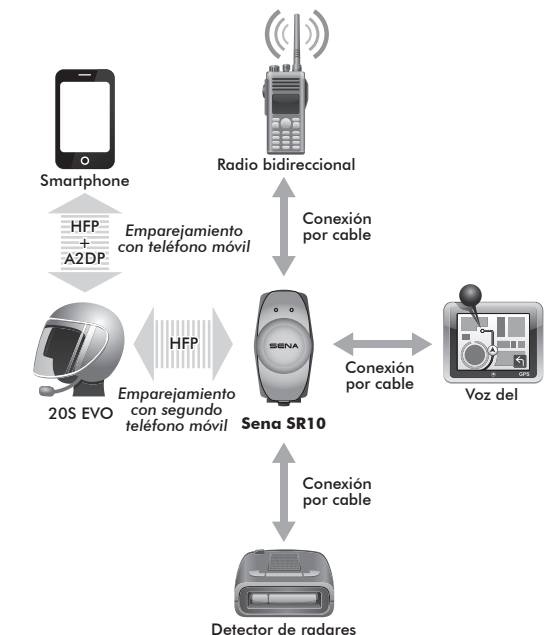 Radio bidireccional
Smartphone
HFP
+
A2DP
Emparejamiento
con teléfono móvil
Conexión
por cable
HFP
SENA
Conexión
por cable
GPS
Voz del
20S EVO
Emparejamiento
con segundo
teléfono móvil
Sena SR10
Conexión
por cable
Detector de radares